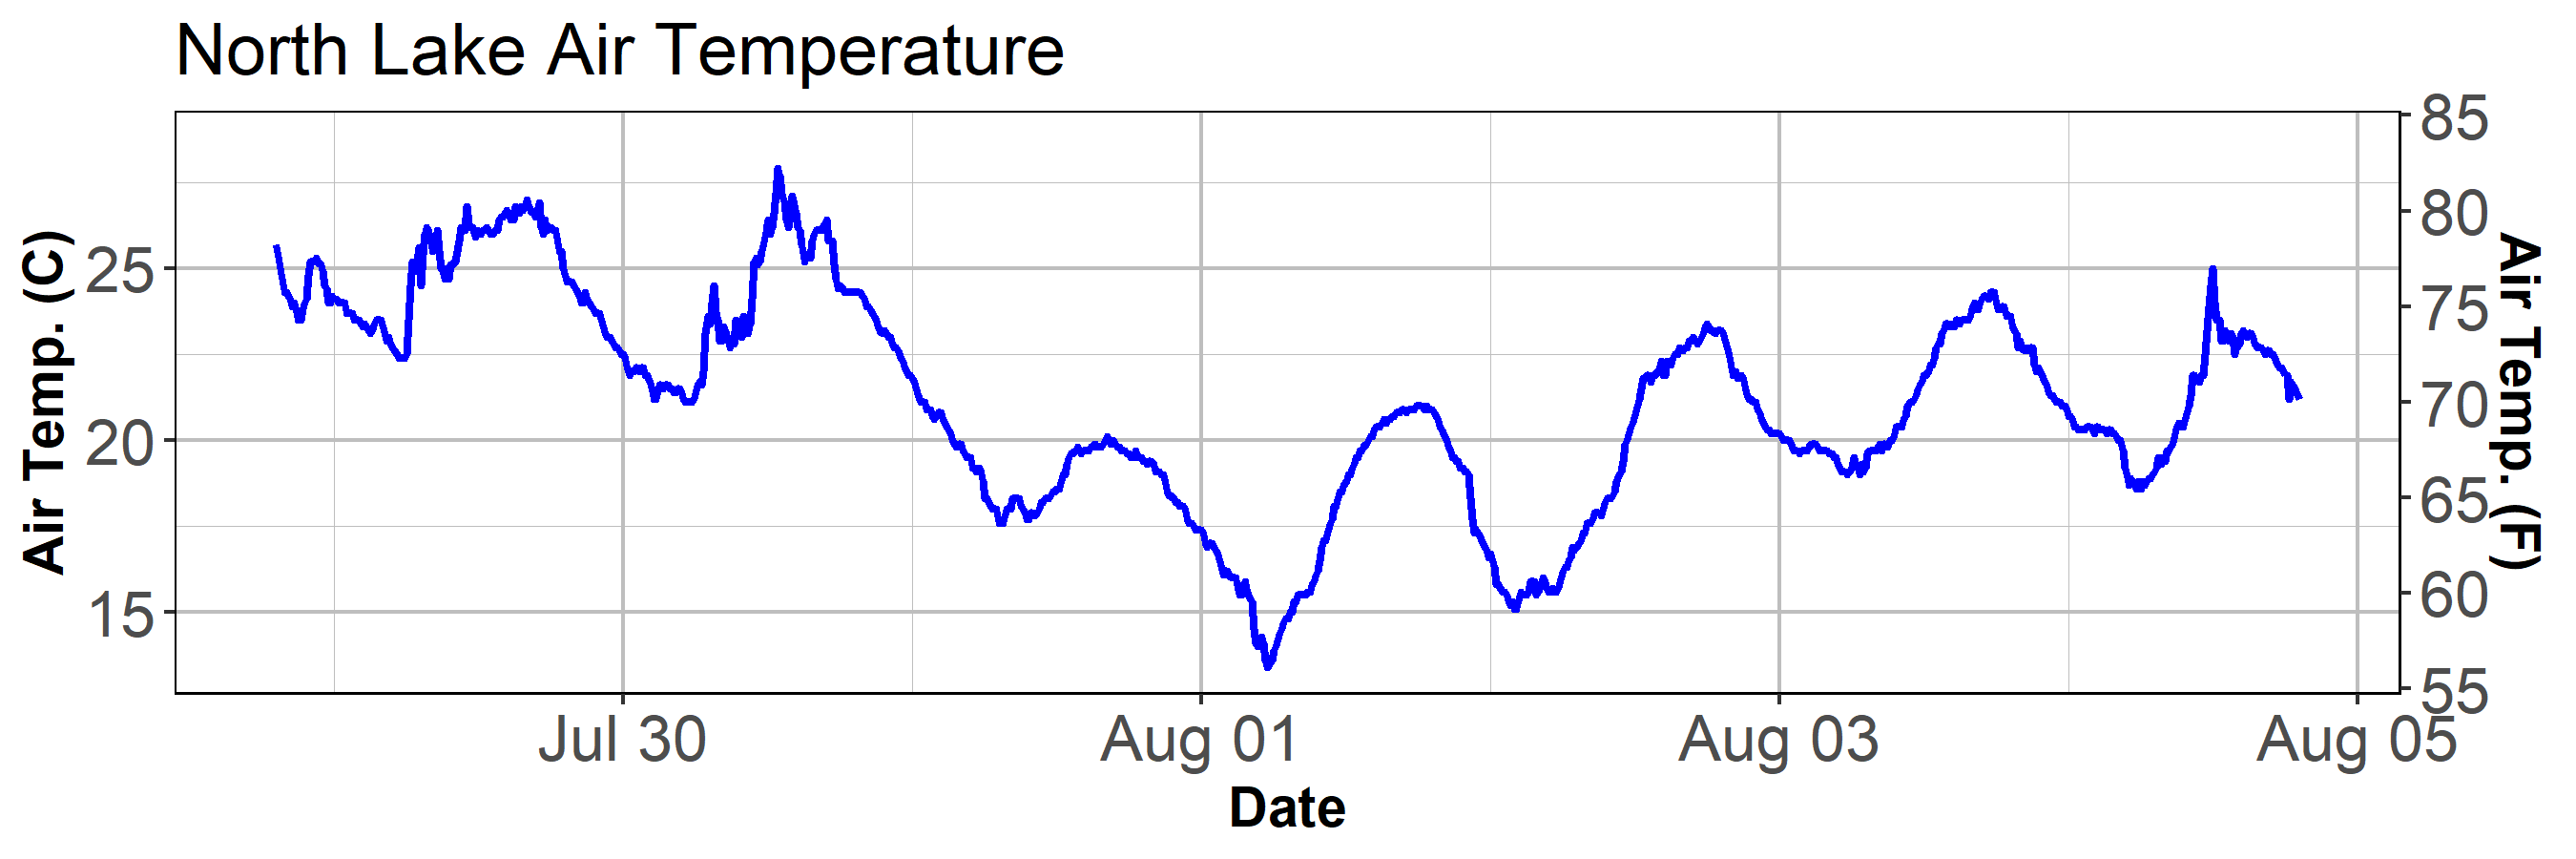 North Lake Air Temperature
Air Temp. (C)
25
20
15
85
80
75
70
65
60
55
Air Temp. (F)
Jul 30
Aug 01
Aug 03
Aug 05
Date